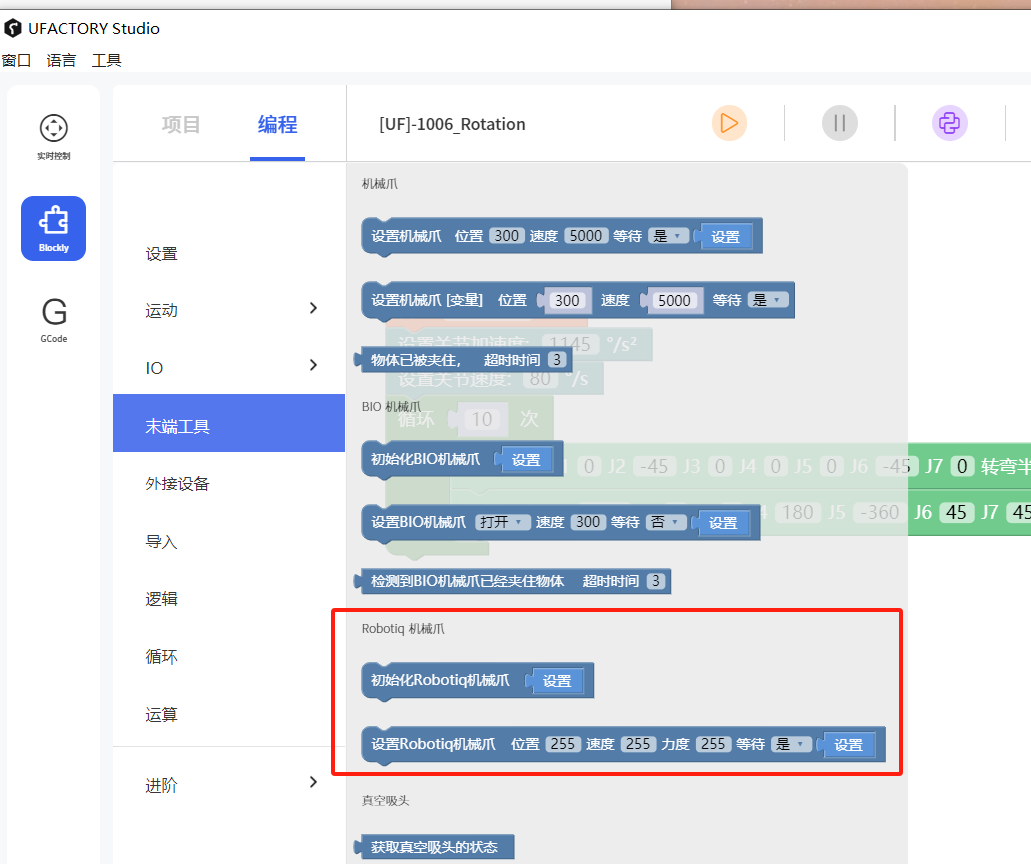 UFACTORY Studio
窗口 语言 工具
实时控制
Blockly
GCode
项目 编程
[UF]-1006_Rotation
设置
运动
IO
末端工具
外接设备
导入
逻辑
循环
运算
进阶
机械爪
设置机械爪 位置 300 速度 5000 等待 是 设置
设置机械爪 [变量] 位置 300 速度 5000 等待 是
设置关节加速度: 1145 °/s²
物体已被夹住, 超时时间 3
设置关节速度: 80 °/s
BIO 机械爪
循环 10 次
初始化BIO机械爪 设置
0 J2 -45 J3 0 J4 0 J5 0 J6 -45 J7 0 转弯半
设置BIO机械爪 打开 速度 300 等待 否 设置
180 J5 -360 J6 45 J7 45
检测到BIO机械爪已经夹住物体 超时时间 3
Robotiq 机械爪
初始化Robotiq机械爪 设置
设置Robotiq机械爪 位置 255 速度 255 力度 255 等待 是 设置
真空吸头
获取真空吸头的状态